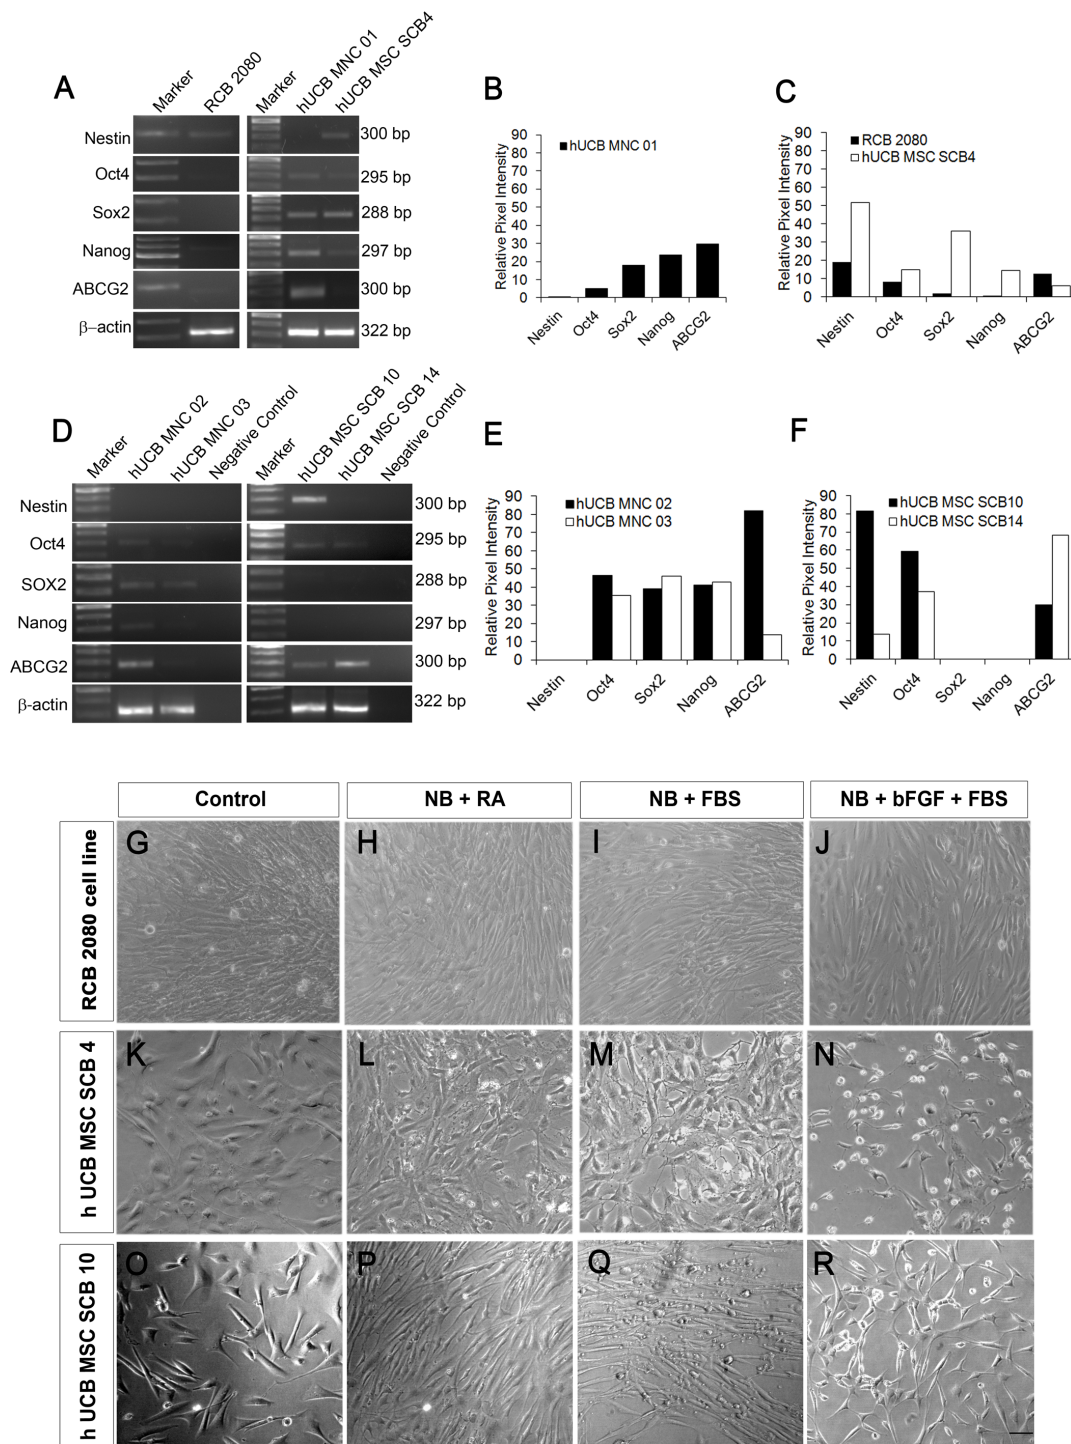 A
Marker
RCB 2080
Marker
hUCB MNC 01
hUCB MSC SCB4
Nestin
300 bp
Oct4
295 bp
Sox2
288 bp
Nanog
297 bp
ABCG2
300 bp
β−actin
322 bp
B
Relative Pixel Intensity
90
80
70
60
50
40
30
20
10
0
hUCB MNC 01
Nestin
Oct4
Sox2
Nanog
ABCG2
C
Relative Pixel Intensity
90
80
70
60
50
40
30
20
10
0
RCB 2080
hUCB MSC SCB4
Nestin
Oct4
Sox2
Nanog
ABCG2
D
Marker
hUCB MNC 02
hUCB MNC 03
Negative Control
Marker
hUCB MSC SCB 10
hUCB MSC SCB 14
Negative Control
Nestin
300 bp
Oct4
295 bp
SOX2
288 bp
Nanog
297 bp
ABCG2
300 bp
β-actin
322 bp
E
Relative Pixel Intensity
90
80
70
60
50
40
30
20
10
0
hUCB MNC 02
hUCB MNC 03
Nestin
Oct4
Sox2
Nanog
ABCG2
F
Relative Pixel Intensity
90
80
70
60
50
40
30
20
10
0
hUCB MSC SCB10
hUCB MSC SCB14
Nestin
Oct4
Sox2
Nanog
ABCG2
Control
NB + RA
NB + FBS
NB + bFGF + FBS
RCB 2080 cell line
G
H
I
J
h UCB MSC SCB 4
K
L
M
N
h UCB MSC SCB 10
O
P
Q
R